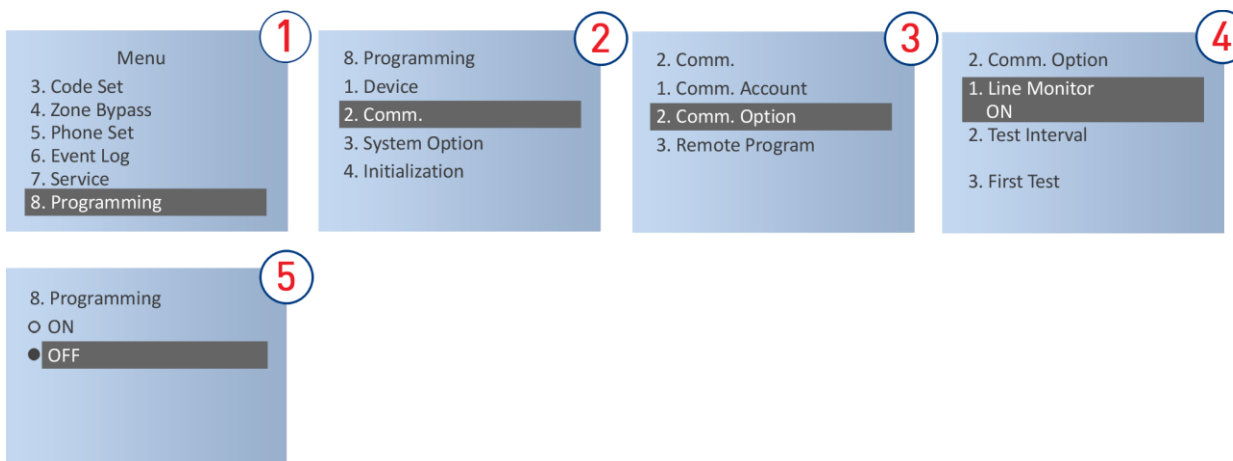 1
Menu
3. Code Set
4. Zone Bypass
5. Phone Set
6. Event Log
7. Service
8. Programming
2
8. Programming
1. Device
2. Comm.
3. System Option
4. Initialization
3
2. Comm.
1. Comm. Account
2. Comm. Option
3. Remote Program
4
2. Comm. Option
1. Line Monitor
ON
2. Test Interval
3. First Test
5
8. Programming
ON
OFF